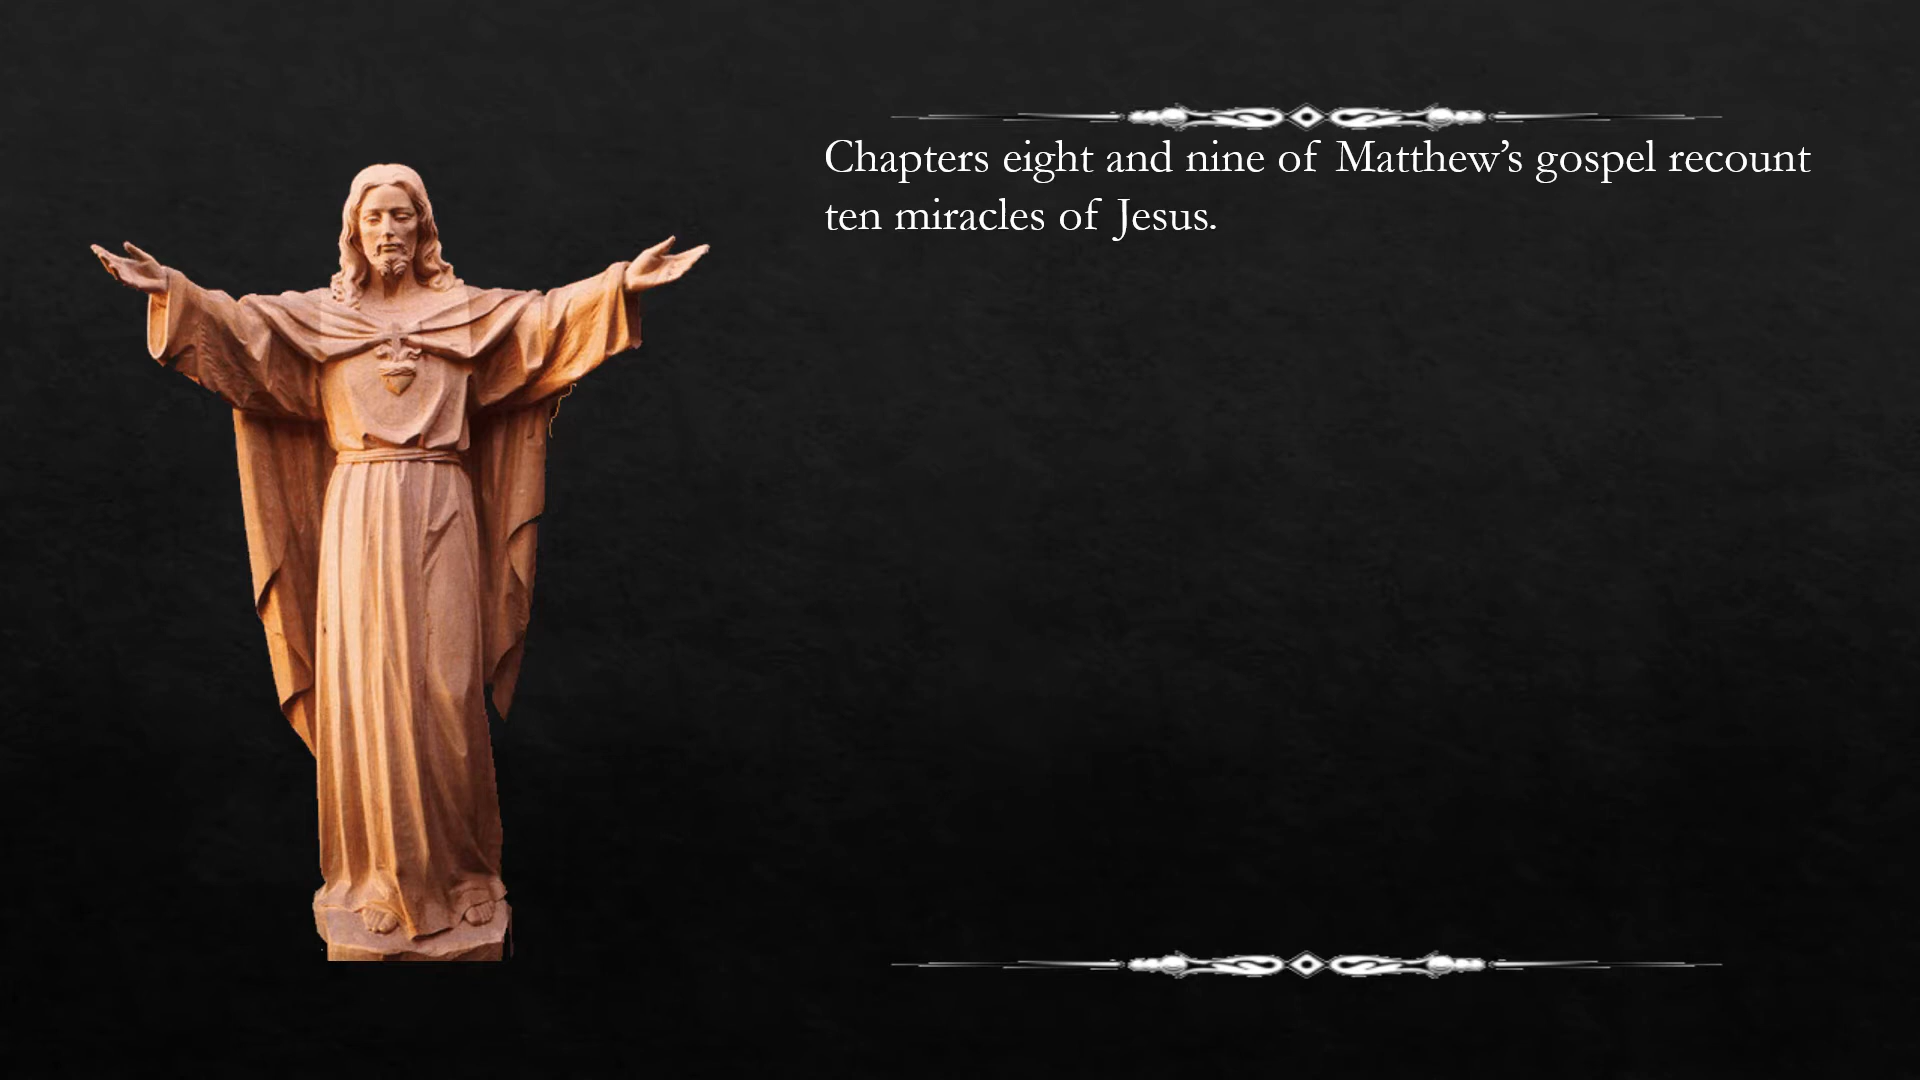 Chapters eight and nine of Matthew’s gospel recount
ten miracles of Jesus.